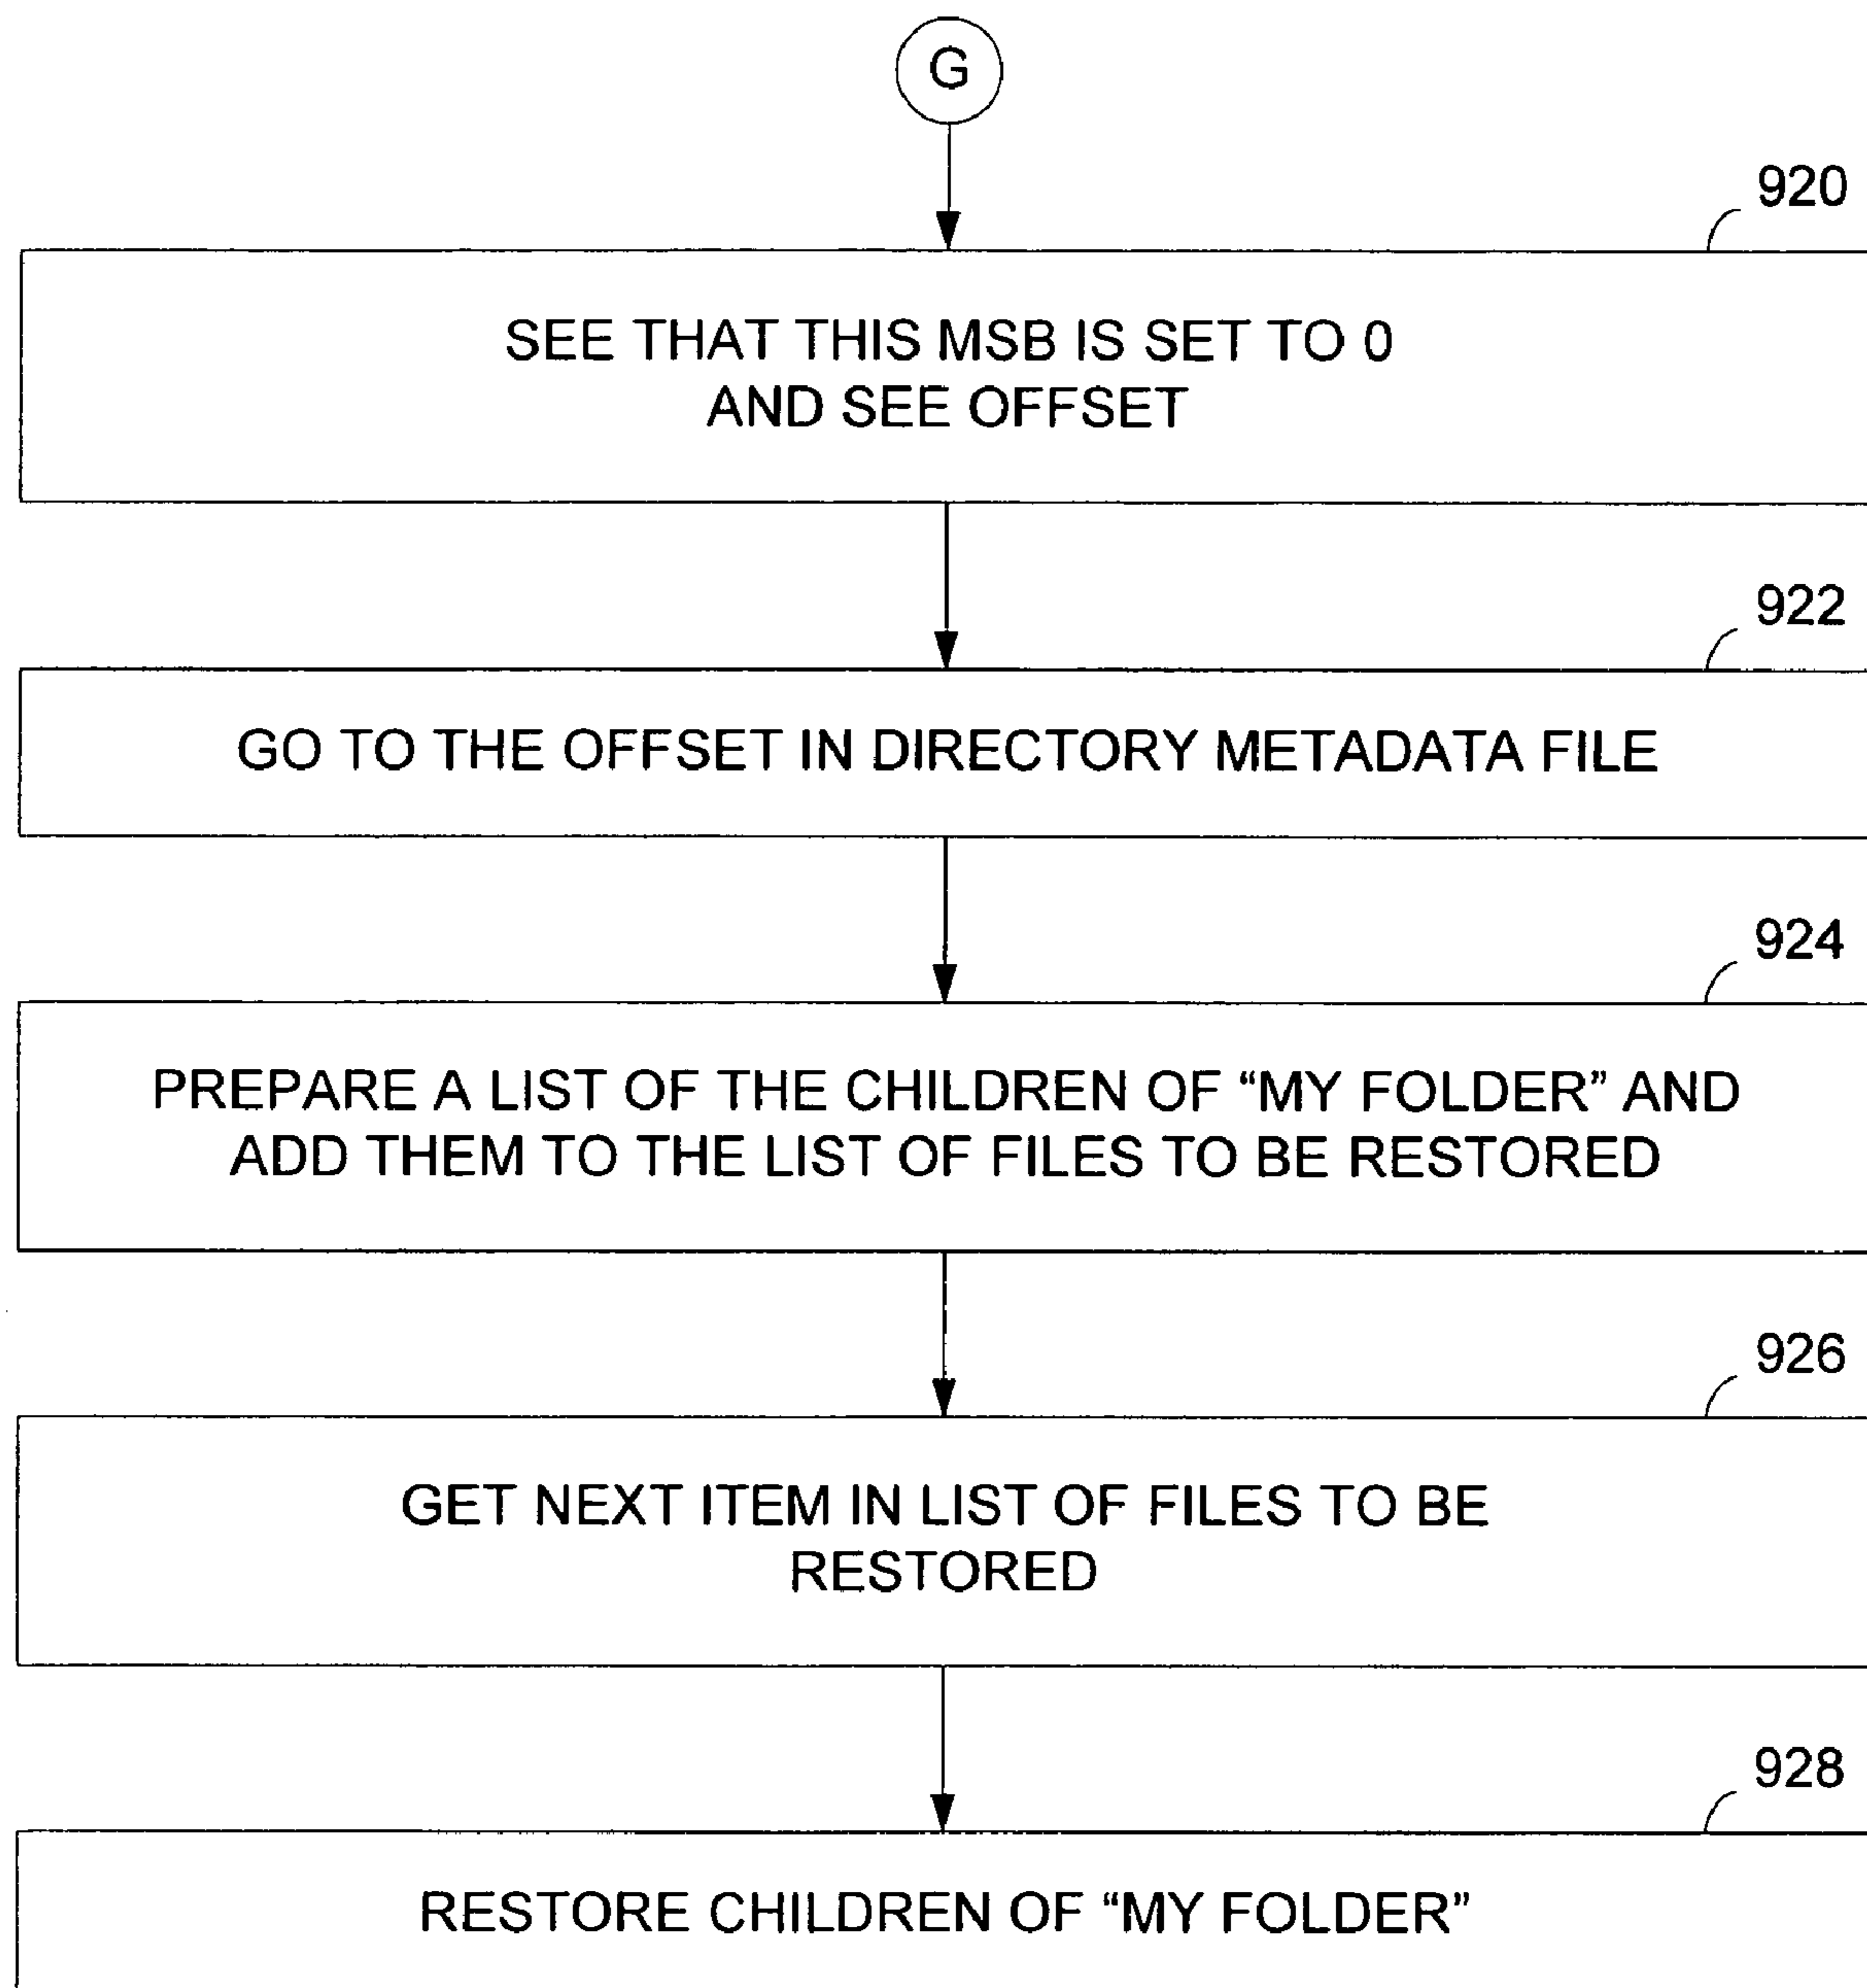 G
920
SEE THAT THIS MSB IS SET TO 0
AND SEE OFFSET
922
GO TO THE OFFSET IN DIRECTORY METADATA FILE
924
PREPARE A LIST OF THE CHILDREN OF “MY FOLDER” AND
ADD THEM TO THE LIST OF FILES TO BE RESTORED
926
GET NEXT ITEM IN LIST OF FILES TO BE
RESTORED
928
RESTORE CHILDREN OF “MY FOLDER”